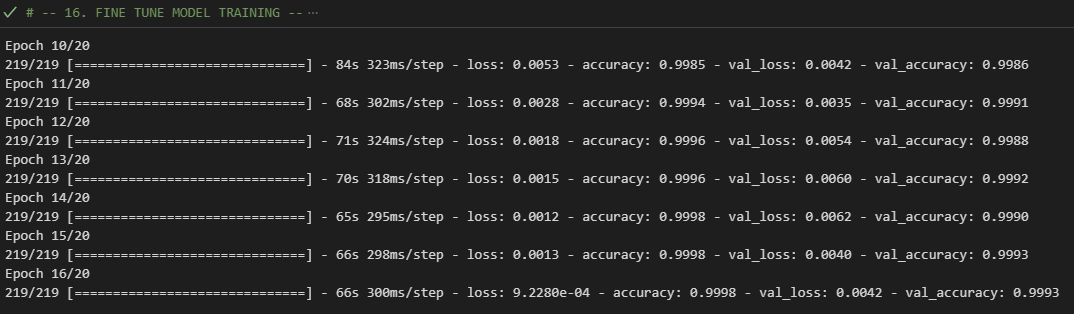 # -- 16. FINE TUNE MODEL TRAINING -- ···
Epoch 10/20
219/219 [==============================] - 84s 323ms/step - loss: 0.0053 - accuracy: 0.9985 - val_loss: 0.0042 - val_accuracy: 0.9986
Epoch 11/20
219/219 [==============================] - 68s 302ms/step - loss: 0.0028 - accuracy: 0.9994 - val_loss: 0.0035 - val_accuracy: 0.9991
Epoch 12/20
219/219 [==============================] - 71s 324ms/step - loss: 0.0018 - accuracy: 0.9996 - val_loss: 0.0054 - val_accuracy: 0.9988
Epoch 13/20
219/219 [==============================] - 70s 318ms/step - loss: 0.0015 - accuracy: 0.9996 - val_loss: 0.0060 - val_accuracy: 0.9992
Epoch 14/20
219/219 [==============================] - 65s 295ms/step - loss: 0.0012 - accuracy: 0.9998 - val_loss: 0.0062 - val_accuracy: 0.9990
Epoch 15/20
219/219 [==============================] - 66s 298ms/step - loss: 0.0013 - accuracy: 0.9998 - val_loss: 0.0040 - val_accuracy: 0.9993
Epoch 16/20
219/219 [==============================] - 66s 300ms/step - loss: 9.2280e-04 - accuracy: 0.9998 - val_loss: 0.0042 - val_accuracy: 0.9993